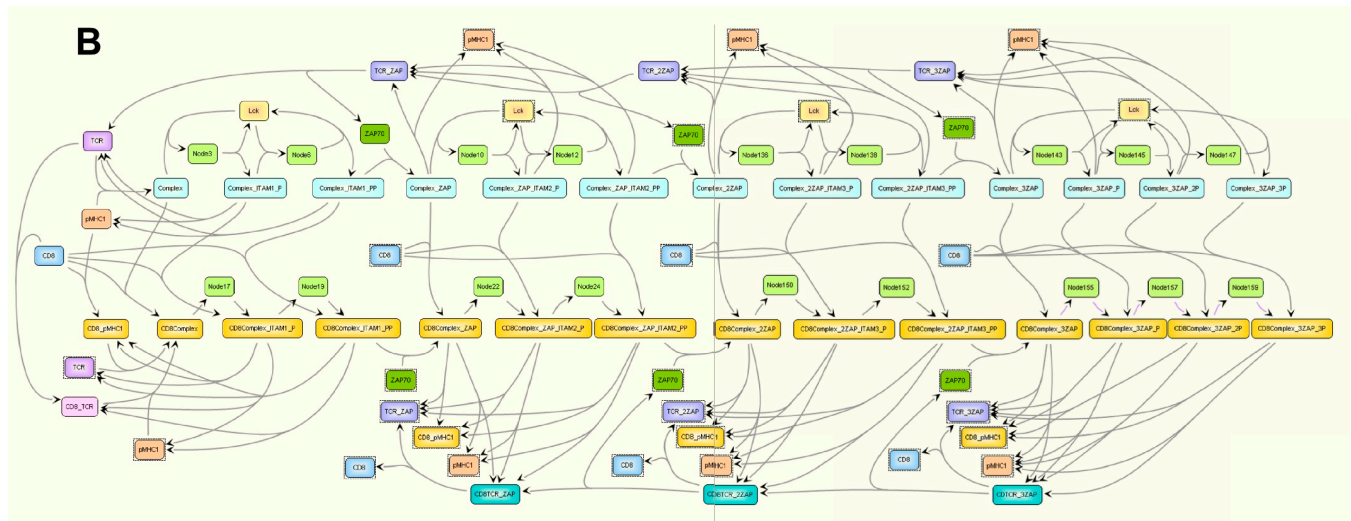 B
pMHC1
pMHC1
pMHC1
TCR_ZAP
TCR_2ZAP
TCR_3ZAP
Lck
Lck
Lck
Lck
TCR
ZAP70
ZAP70
ZAP70
Node3
Node6
Node10
Node12
Node136
Node138
Node143
Node145
Node147
Complex
Complex_ITAM1_P
Complex_ITAM1_PP
Complex_ZAP
Complex_ZAP_ITAM2_P
Complex_ZAP_ITAM2_PP
Complex_2ZAP
Complex_2ZAP_ITAM3_P
Complex_2ZAP_ITAM3_PP
Complex_3ZAP
Complex_3ZAP_P
Complex_3ZAP_2P
Complex_3ZAP_3P
pMHC1
CD8
CD8
CD8
CD8
Node17
Node19
Node22
Node24
Node150
Node152
Node155
Node157
Node159
CD8_pMHC1
CD8Complex
CD8Complex_ITAM1_P
CD8Complex_ITAM1_PP
CD8Complex_ZAP
CD8Complex_ZAP_ITAM2_P
CD8Complex_ZAP_ITAM2_PP
CD8Complex_2ZAP
CD8Complex_2ZAP_ITAM3_P
CD8Complex_2ZAP_ITAM3_PP
CD8Complex_3ZAP
CD8Complex_3ZAP_P
CD8Complex_3ZAP_2P
CD8Complex_3ZAP_3P
TCR
ZAP70
ZAP70
ZAP70
CD8_TCR
TCR_ZAP
TCR_2ZAP
TCR_3ZAP
CD8_pMHC1
CD8_pMHC1
CD8_pMHC1
pMHC1
pMHC1
pMHC1
pMHC1
CD8
CD8
CD8
CD8TCR_ZAP
CD8TCR_2ZAP
CDTCR_3ZAP